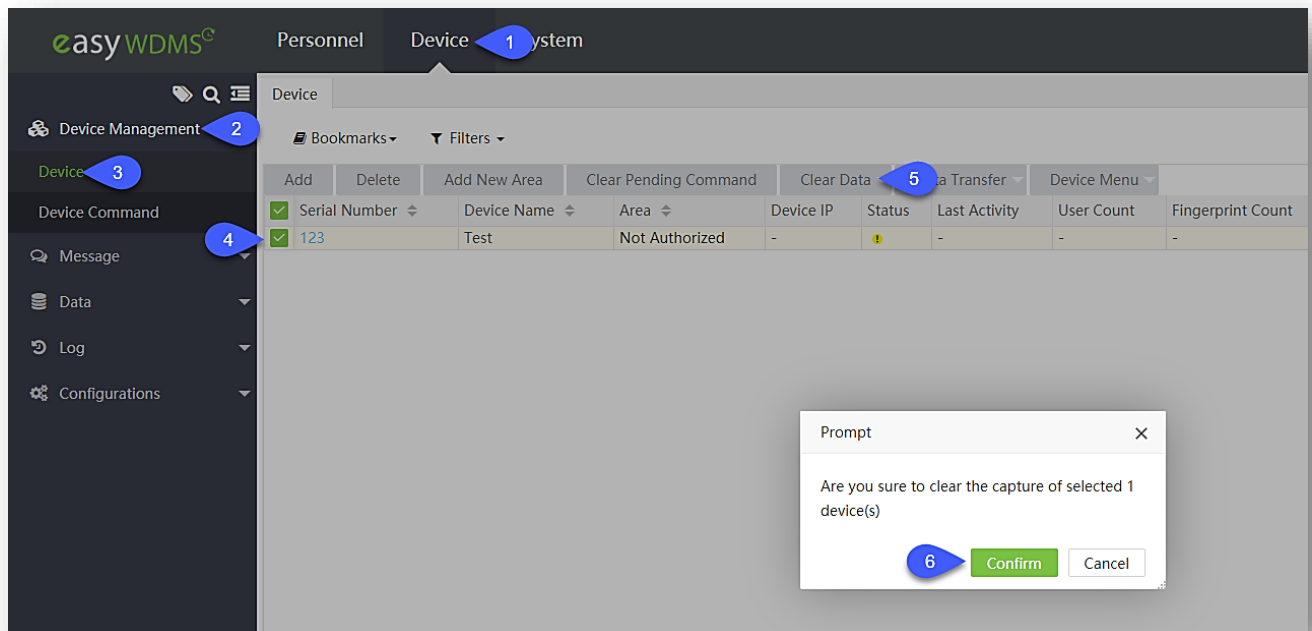 easy WDMS
Personnel Device 1 ystem
Device
Device Management 2
Bookmarks Filters
Device 3
Add Delete Add New Area Clear Pending Command Clear Data 5 ta Transfer Device Menu
Device Command
Serial Number Device Name Area Device IP Status Last Activity User Count Fingerprint Count
4 123 Test Not Authorized - - - -
Message
Data
Log
Configurations
Prompt
Are you sure to clear the capture of selected 1
device(s)
6 Confirm Cancel